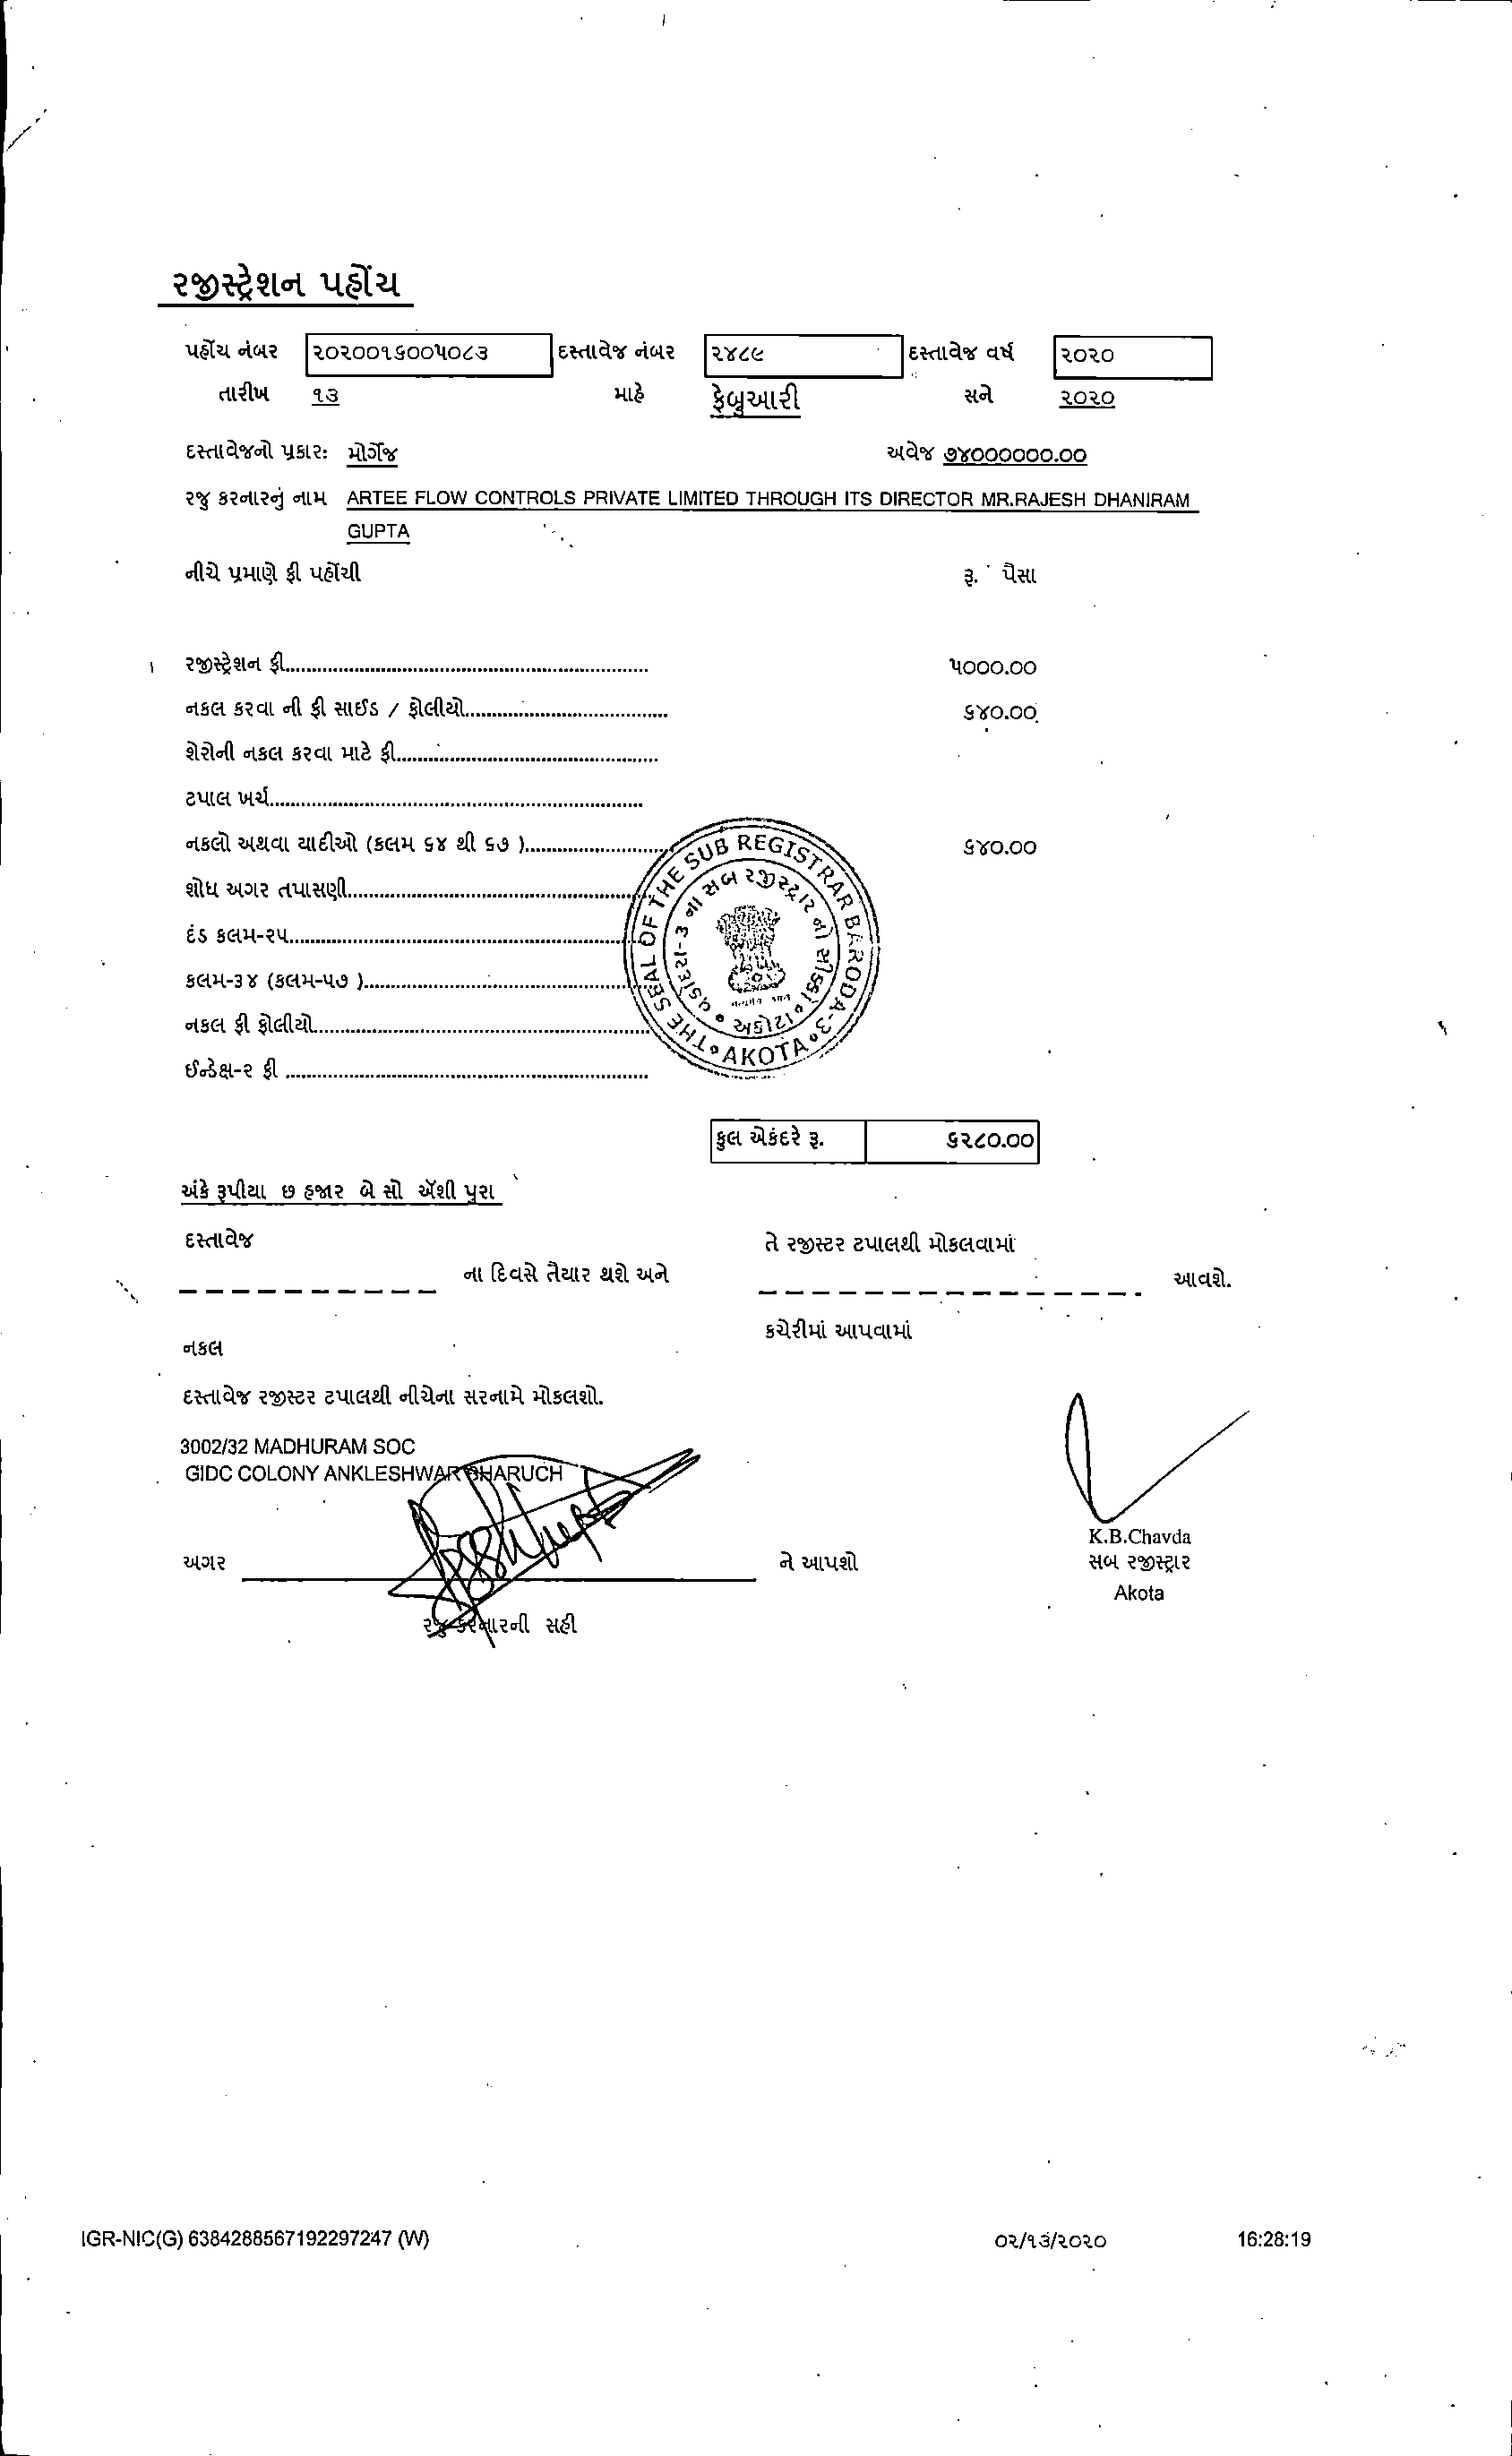 રજીસ્ટ્રેશન પહોંચ
પહોંચ નંબર ૨૦૨૦૦૧૬૦૦૫૦૮૩ દસ્તાવેજ નંબર ૨૪૮૯ દસ્તાવેજ વર્ષ ૨૦૨૦
તારીખ ૧૩ માહે ફેબ્રુઆરી સને ૨૦૨૦
દસ્તાવેજનો પ્રકારઃ મોર્ગેજ અવેજ ૭૪૦૦૦૦૦૦.૦૦
રજુ કરનારનું નામ ARTEE FLOW CONTROLS PRIVATE LIMITED THROUGH ITS DIRECTOR MR.RAJESH DHANIRAM
GUPTA
નીચે પ્રમાણે ફી પહોંચી રૂ. પૈસા
રજીસ્ટ્રેશન ફી.................................................................... ૫૦૦૦.૦૦
નકલ કરવા ની ફી સાઈડ / ફોલીયો...................................... ૬૪૦.૦૦
શેરોની નકલ કરવા માટે ફી.................................................
ટપાલ ખર્ચ......................................................................
નકલો અથવા યાદીઓ (કલમ ૬૪ થી ૬૭ )........................... ૬૪૦.૦૦
શોધ અગર તપાસણી.......................................................
દંડ કલમ-૨૫..................................................................
કલમ-૩૪ (કલમ-૫૭ )......................................................
નકલ ફી ફોલીયો...............................................................
ઈન્ડેક્ષ-૨ ફી ....................................................................
THE SEAL OF THE SUB REGISTRAR BARODA-3 AKOTA
વડોદરા-૩ ના સબ રજીસ્ટ્રાર નો સીક્કો અકોટા
કુલ એકંદરે રૂ. ૬૨૮૦.૦૦
અંકે રૂપીયા છ હજાર બે સો ઍશી પુરા
દસ્તાવેજ તે રજીસ્ટર ટપાલથી મોકલવામાં
ના દિવસે તૈયાર થશે અને આવશે.
કચેરીમાં આપવામાં
નકલ
દસ્તાવેજ રજીસ્ટર ટપાલથી નીચેના સરનામે મોકલશો.
3002/32 MADHURAM SOC
GIDC COLONY ANKLESHWAR BHARUCH
K.B.Chavda
અગર ને આપશો સબ રજીસ્ટ્રાર
Akota
રજુ કરનારની સહી
IGR-NIC(G) 6384288567192297247 (W) ૦૨/૧૩/૨૦૨૦ 16:28:19